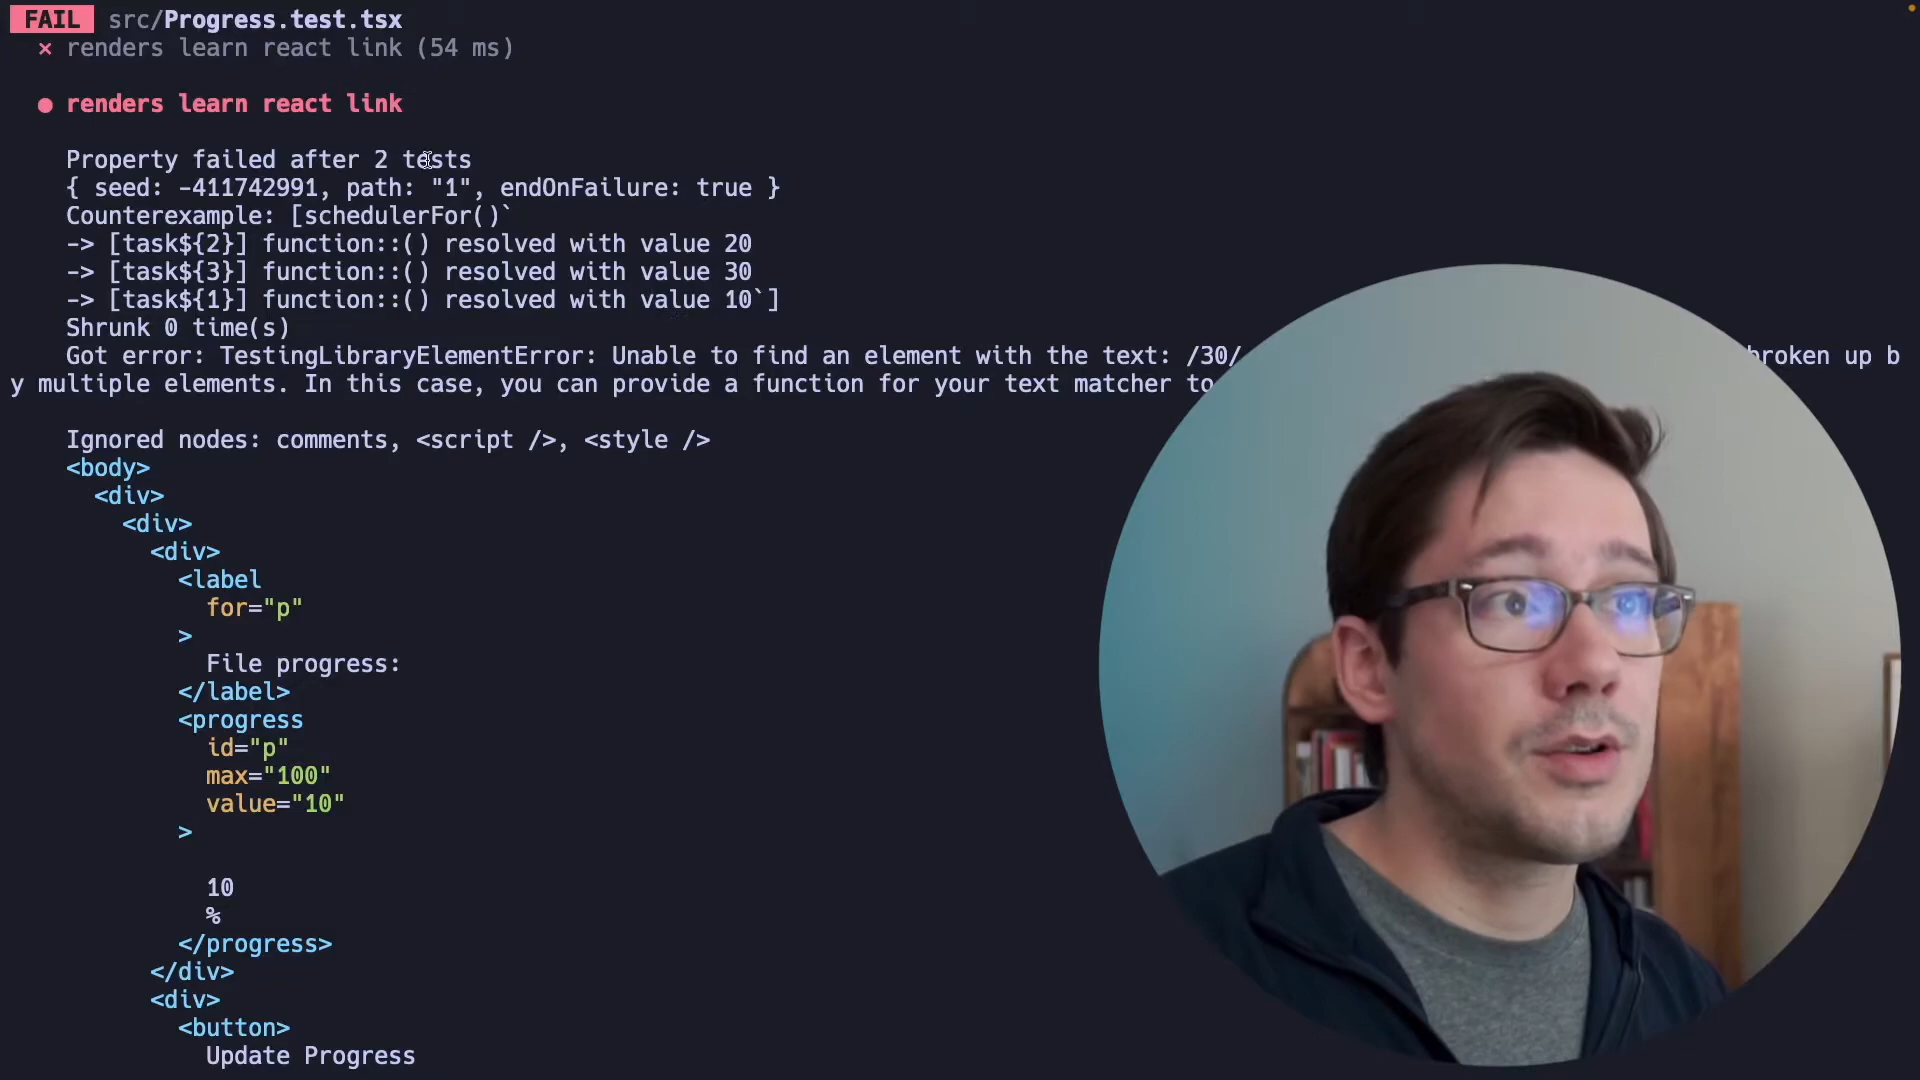 FAIL src/Progress.test.tsx
× renders learn react link (54 ms)
● renders learn react link
Property failed after 2 tests
{ seed: -411742991, path: "1", endOnFailure: true }
Counterexample: [schedulerFor()`
-> [task${2}] function::() resolved with value 20
-> [task${3}] function::() resolved with value 30
-> [task${1}] function::() resolved with value 10`]
Shrunk 0 time(s)
Got error: TestingLibraryElementError: Unable to find an element with the text: /30/ broken up b
y multiple elements. In this case, you can provide a function for your text matcher to
Ignored nodes: comments, <script />, <style />
<body>
<div>
<div>
<div>
<label
for="p"
>
File progress:
</label>
<progress
id="p"
max="100"
value="10"
>
10
%
</progress>
</div>
<div>
<button>
Update Progress